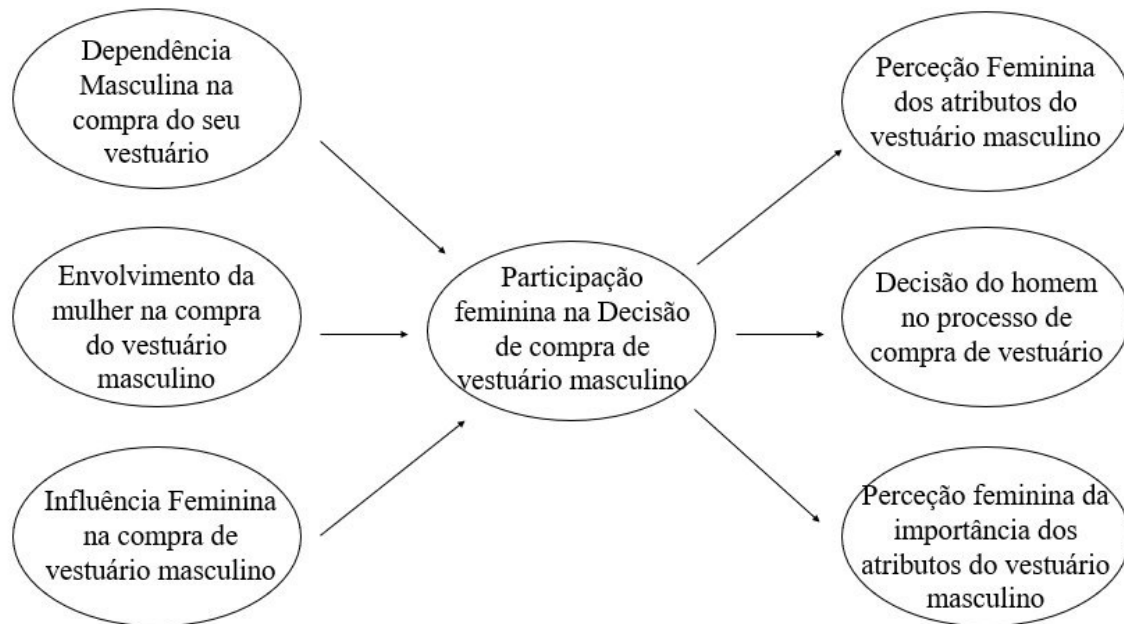 Dependência
Masculina na
compra do seu
vestuário
Envolvimento da
mulher na compra
do vestuário
masculino
Influência Feminina
na compra de
vestuário masculino
Participação
feminina na Decisão
de compra de
vestuário masculino
Perceção Feminina
dos atributos do
vestuário masculino
Decisão do homem
no processo de
compra de vestuário
Perceção feminina da
importância dos
atributos do vestuário
masculino